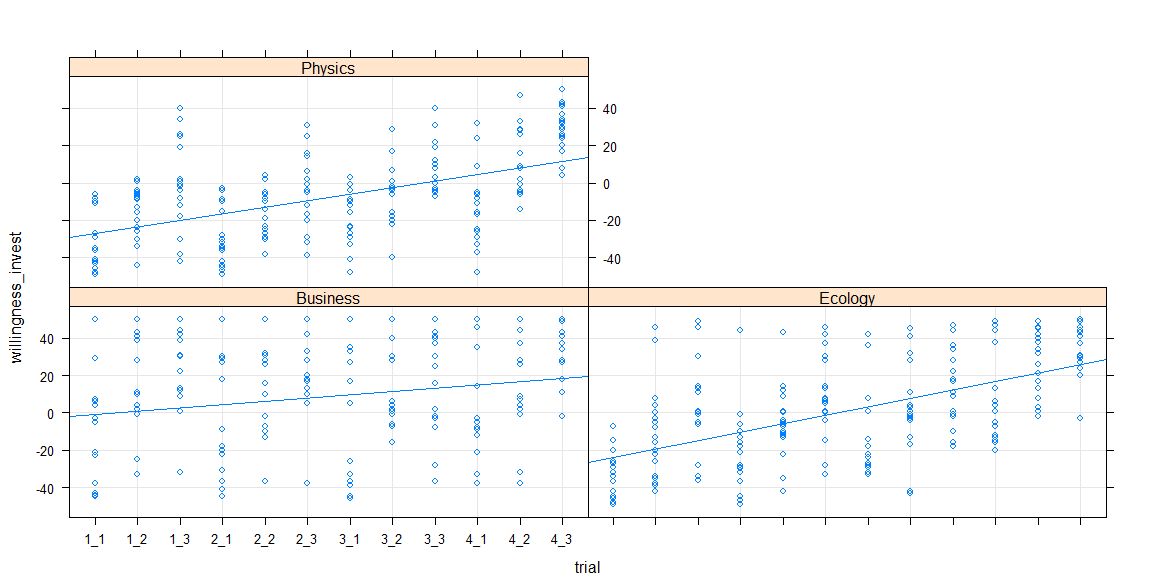 Physics
40
20
0
-20
-40
Business
Ecology
40
20
0
-20
-40
willingness_invest
1_1 1_2 1_3 2_1 2_2 2_3 3_1 3_2 3_3 4_1 4_2 4_3
trial